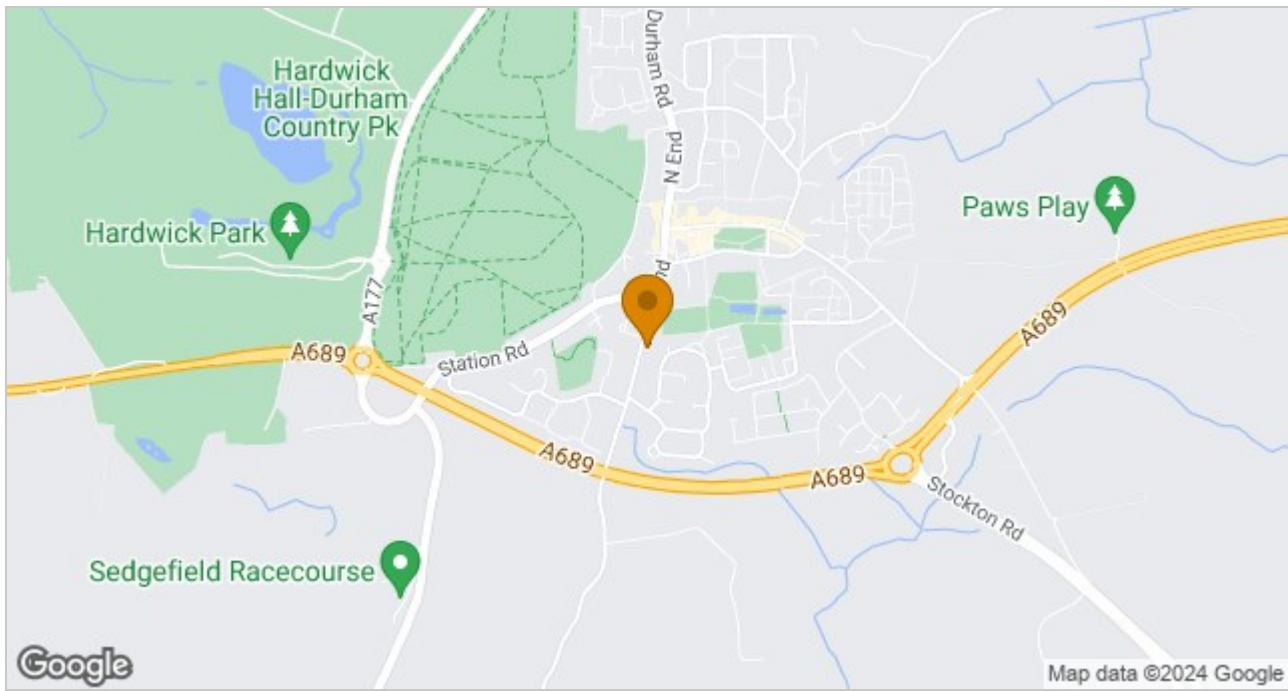 Hardwick
Hall-Durham
Country Pk
Durham Rd
N End
Hardwick Park
Paws Play
A177
nd
A689
Station Rd
A689
A689
A689
Stockton Rd
Sedgefield Racecourse
Google
Map data ©2024 Google